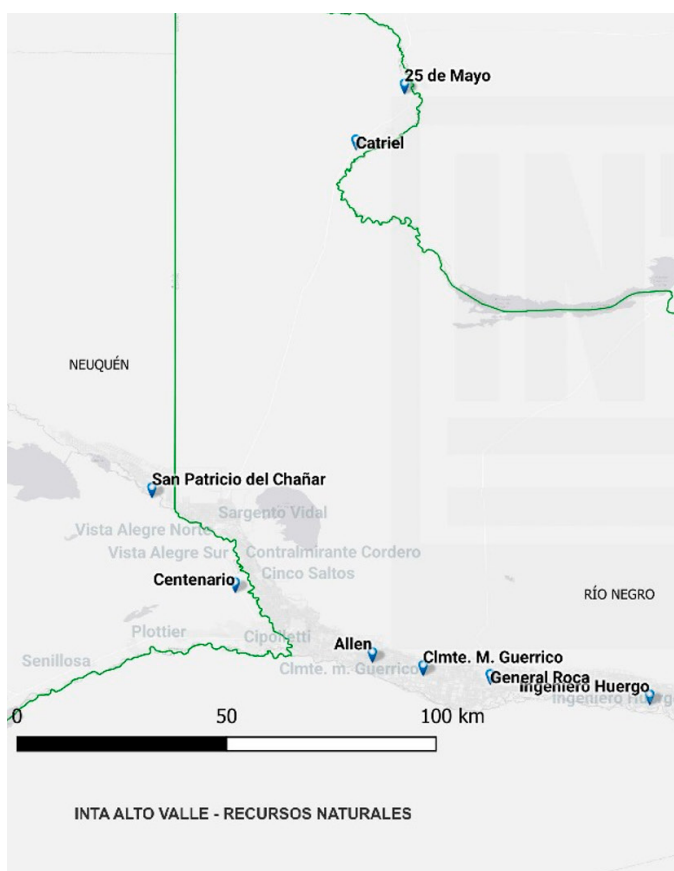 25 de Mayo
Catriel
NEUQUÉN
San Patricio del Chañar
Sargento Vidal
Vista Alegre Norte
Vista Alegre Sur
Contralmirante Cordero
Cinco Saltos
Centenario
RÍO NEGRO
Plottier
Cipolletti
Allen
Senillosa
Clmte. M. Guerrico
Clmte. m. Guerrico
General Roca
Ingeniero Huergo
Ingeniero Huergo
0 50 100 km
INTA ALTO VALLE - RECURSOS NATURALES